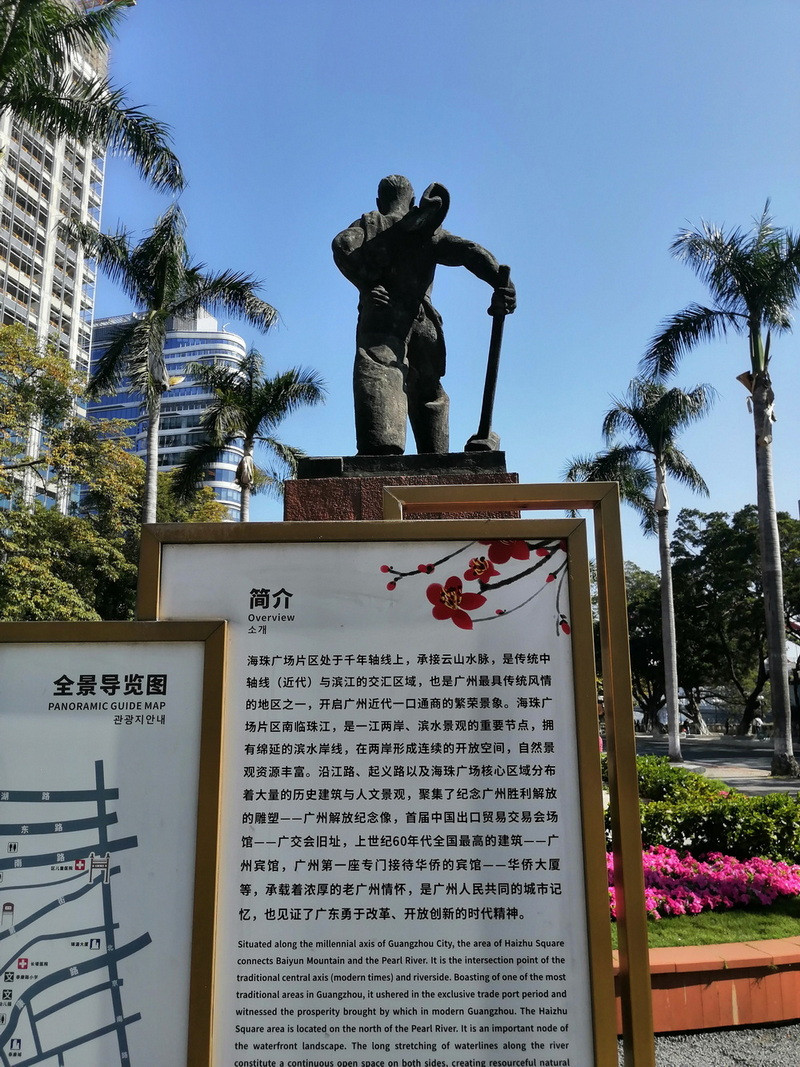 简介
Overview
소개
海珠广场片区处于千年轴线上，承接云山水脉，是传统中
轴线（近代）与滨江的交汇区域，也是广州最具传统风情
的地区之一，开启广州近代一口通商的繁荣景象。海珠广
场片区南临珠江，是一江两岸、滨水景观的重要节点，拥
有绵延的滨水岸线，在两岸形成连续的开放空间，自然景
观资源丰富。沿江路、起义路以及海珠广场核心区域分布
着大量的历史建筑与人文景观，聚集了纪念广州胜利解放
的雕塑——广州解放纪念像，首届中国出口贸易交易会场
馆——广交会旧址，上世纪60年代全国最高的建筑——广
州宾馆，广州第一座专门接待华侨的宾馆——华侨大厦
等，承载着浓厚的老广州情怀，是广州人民共同的城市记
忆，也见证了广东勇于改革、开放创新的时代精神。
Situated along the millennial axis of Guangzhou City, the area of Haizhu Square
connects Baiyun Mountain and the Pearl River. It is the intersection point of the
traditional central axis (modern times) and riverside. Boasting of one of the most
traditional areas in Guangzhou, it ushered in the exclusive trade port period and
witnessed the prosperity brought by which in modern Guangzhou. The Haizhu
Square area is located on the north of the Pearl River. It is an important node of
the waterfront landscape. The long stretching of waterlines along the river
constitute a continuous open space on both sides, creating resourceful natural
全景导览图
PANORAMIC GUIDE MAP
관광지안내
湖 路
东 路
南 路